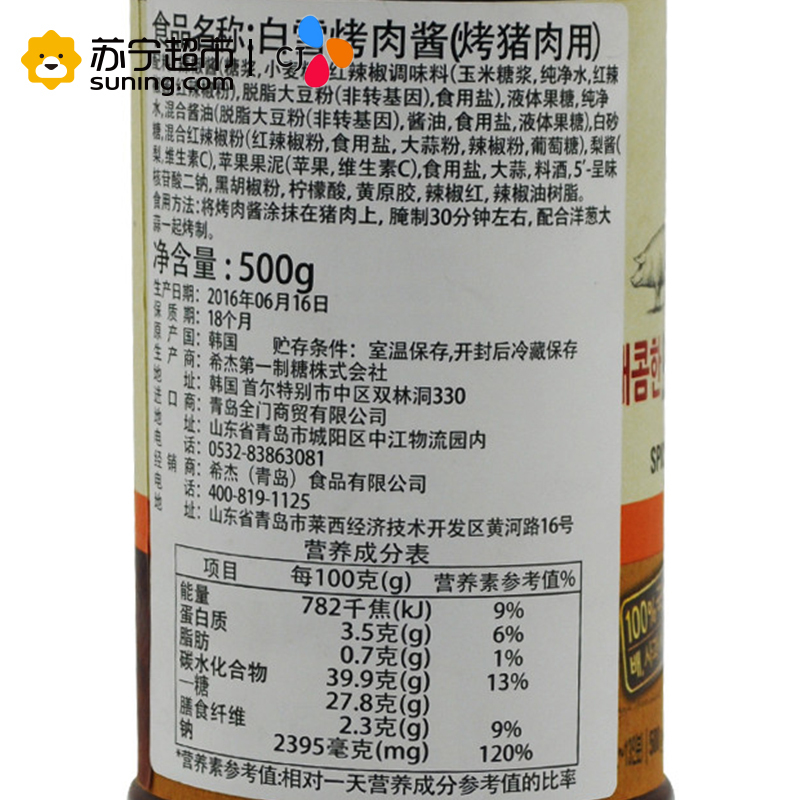 苏宁超市
suning.com
CJ
食品名称:白雪烤肉酱(烤猪肉用)
酱(糖浆,小麦 红辣椒调味料(玉米糖浆,纯净水,红辣
红辣椒粉),脱脂大豆粉(非转基因),食用盐),液体果糖,纯净
水,混合酱油(脱脂大豆粉(非转基因),酱油,食用盐,液体果糖),白砂
糖,混合红辣椒粉(红辣椒粉,食用盐,大蒜粉,辣椒粉,葡萄糖),梨酱(
梨,维生素C),苹果果泥(苹果,维生素C),食用盐,大蒜,料酒,5'-呈味
核苷酸二钠,黑胡椒粉,柠檬酸,黄原胶,辣椒红,辣椒油树脂。
食用方法:将烤肉酱涂抹在猪肉上,腌制30分钟左右,配合洋葱大
蒜一起烤制。
净含量:500g
生产日期:2016年06月16日
保质期:18个月
原产国:韩国 贮存条件:室温保存,开封后冷藏保存
生产商:希杰第一制糖株式会社
地址:韩国首尔特别市中区双林洞330
进口商:青岛全门商贸有限公司
地址:山东省青岛市城阳区中江物流园内
电话:0532-83863081
经销商:希杰(青岛)食品有限公司
电话:400-819-1125
地址:山东省青岛市莱西经济技术开发区黄河路16号
营养成分表
项目 每100克(g) 营养素参考值%
能量 782千焦(kJ) 9%
蛋白质 3.5克(g) 6%
脂肪 0.7克(g) 1%
碳水化合物 39.9克(g) 13%
—糖 27.8克(g)
膳食纤维 2.3克(g) 9%
钠 2395毫克(mg) 120%
*营养素参考值:相对一天营养成分参考值的比率
매콤한
SPI
100%
배,